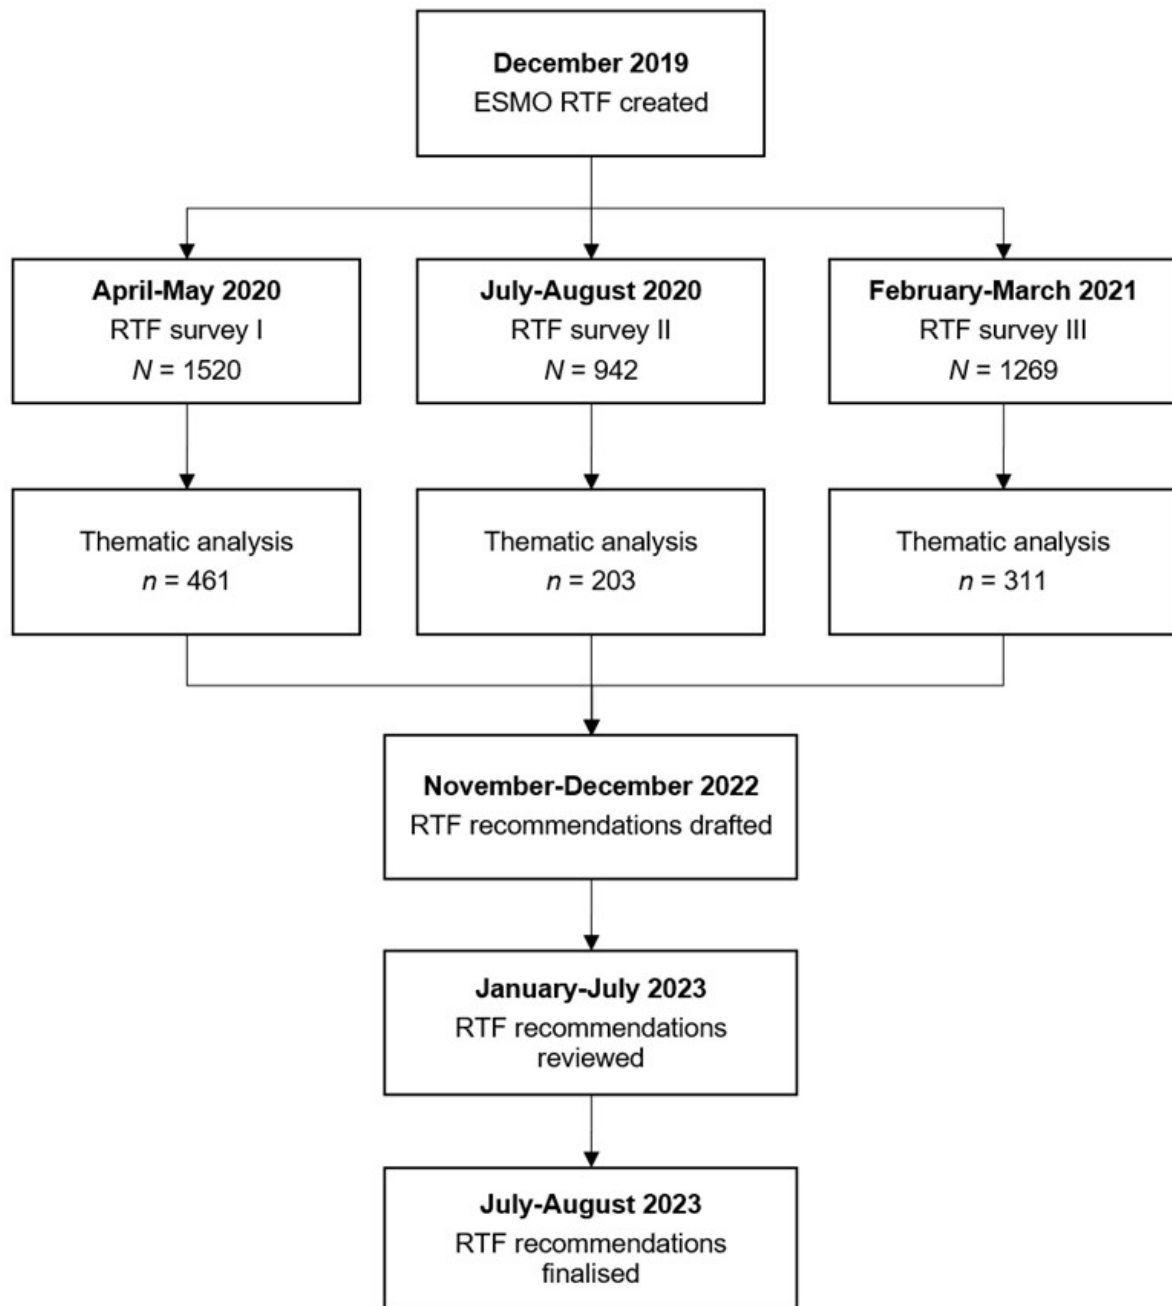 December 2019
ESMO RTF created
April-May 2020
RTF survey I
N = 1520
July-August 2020
RTF survey II
N = 942
February-March 2021
RTF survey III
N = 1269
Thematic analysis
n = 461
Thematic analysis
n = 203
Thematic analysis
n = 311
November-December 2022
RTF recommendations drafted
January-July 2023
RTF recommendations
reviewed
July-August 2023
RTF recommendations
finalised